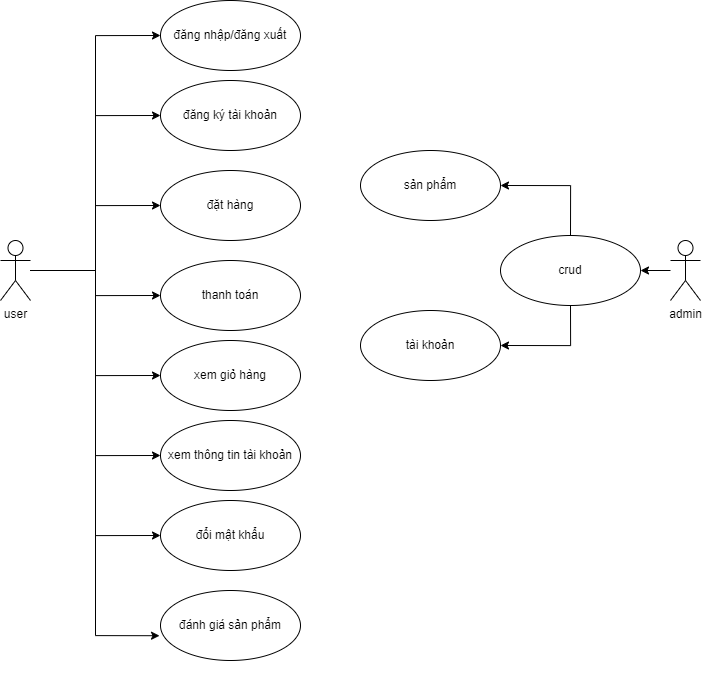 đăng nhập/đăng xuất
đăng ký tài khoản
đặt hàng
thanh toán
xem giỏ hàng
xem thông tin tài khoản
đổi mật khẩu
đánh giá sản phẩm
user
sản phẩm
crud
tài khoản
admin